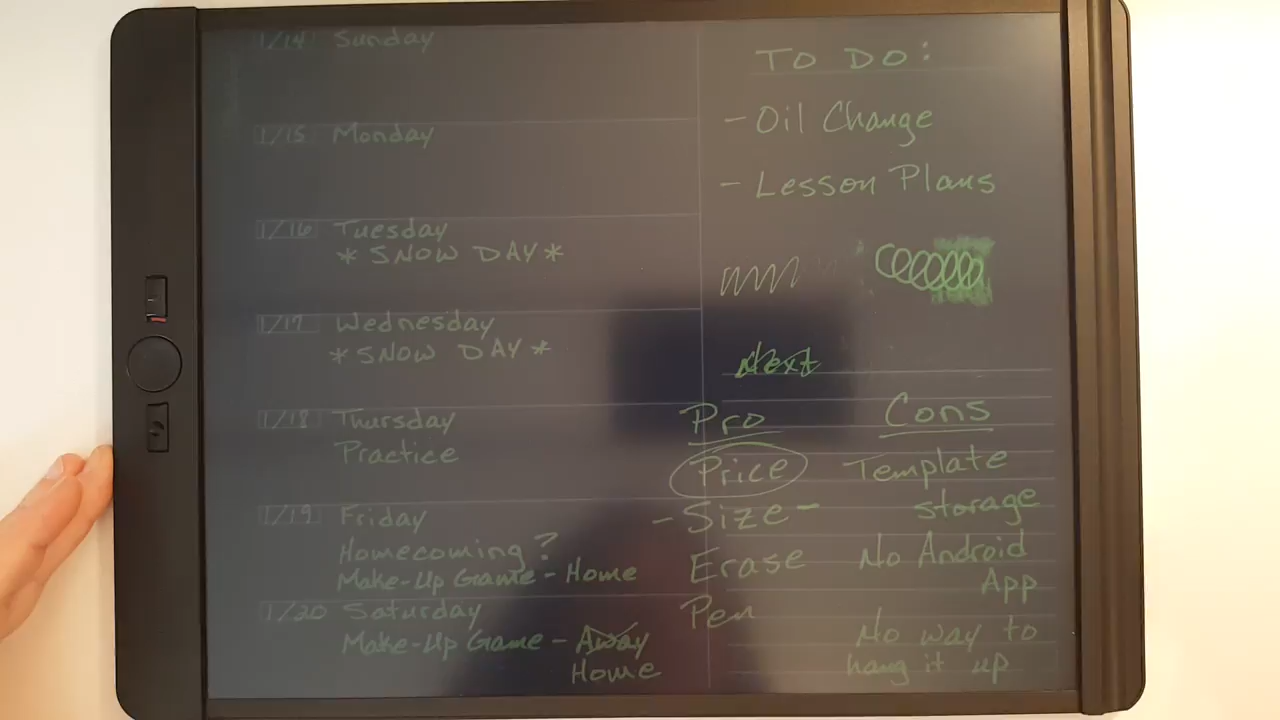 1/14 Sunday
1/15 Monday
1/16 Tuesday
* SNOW DAY *
1/17 Wednesday
* SNOW DAY *
1/18 Thursday
Practice
1/19 Friday
Homecoming?
Make-Up Game - Home
1/20 Saturday
Make-Up Game - Away
Home
TO DO:
- Oil Change
- Lesson Plans
Next
Pro
Price
- Size -
Erase
Pen
Cons
Template
storage
No Android
App
No way to
hang it up